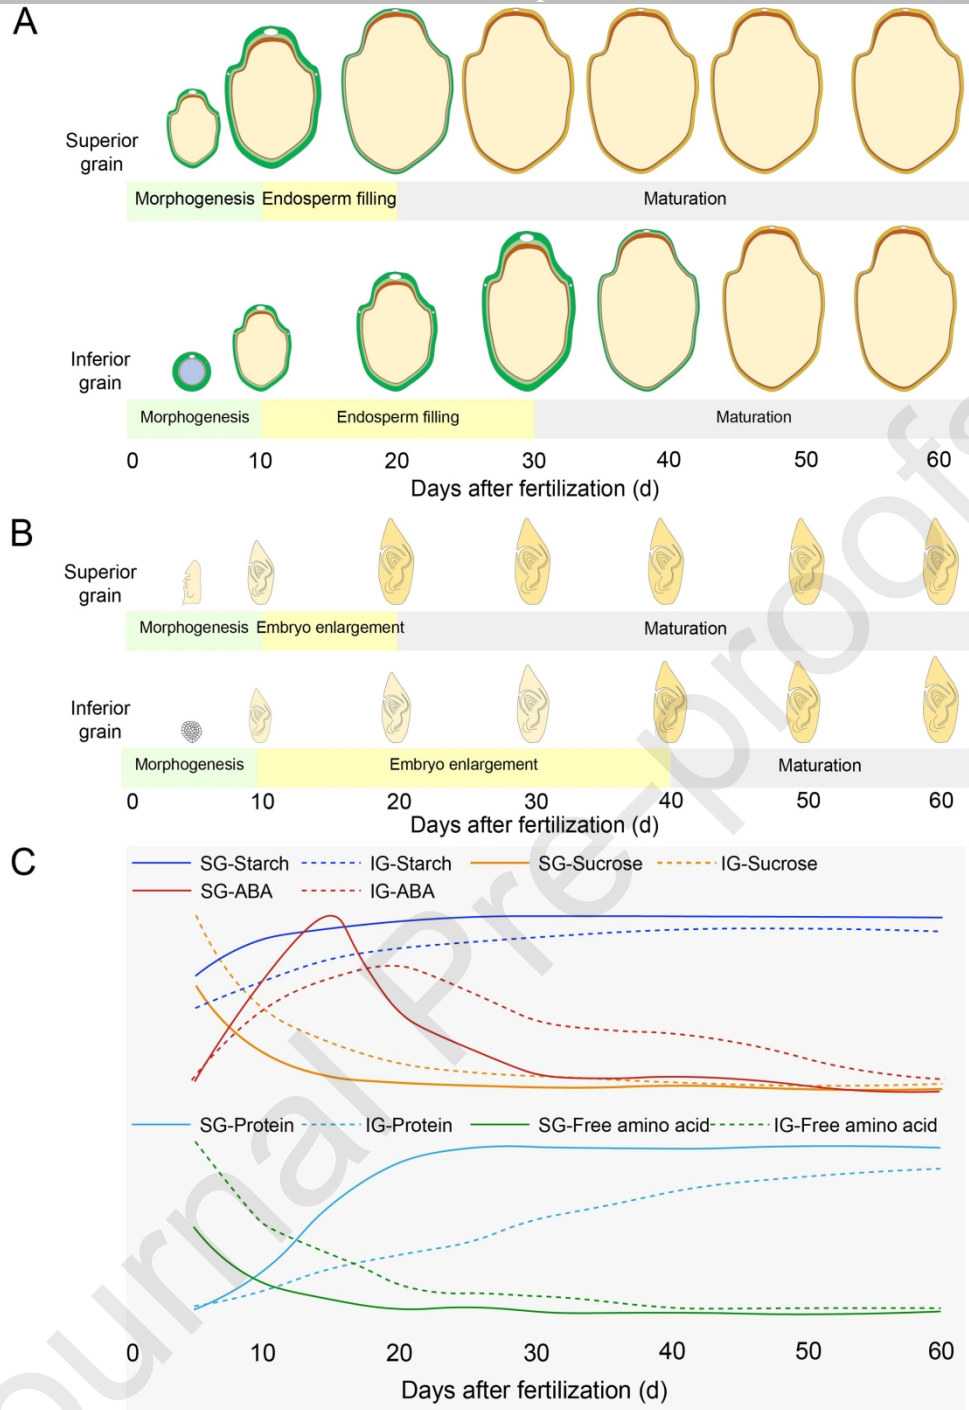 A
Superior
grain
Morphogenesis Endosperm filling Maturation
Inferior
grain
Morphogenesis Endosperm filling Maturation
0 10 20 30 40 50 60
Days after fertilization (d)
B
Superior
grain
Morphogenesis Embryo enlargement Maturation
Inferior
grain
Morphogenesis Embryo enlargement Maturation
0 10 20 30 40 50 60
Days after fertilization (d)
C
SG-Starch IG-Starch SG-Sucrose IG-Sucrose
SG-ABA IG-ABA
SG-Protein IG-Protein SG-Free amino acid IG-Free amino acid
0 10 20 30 40 50 60
Days after fertilization (d)
ournal Pre-proofs